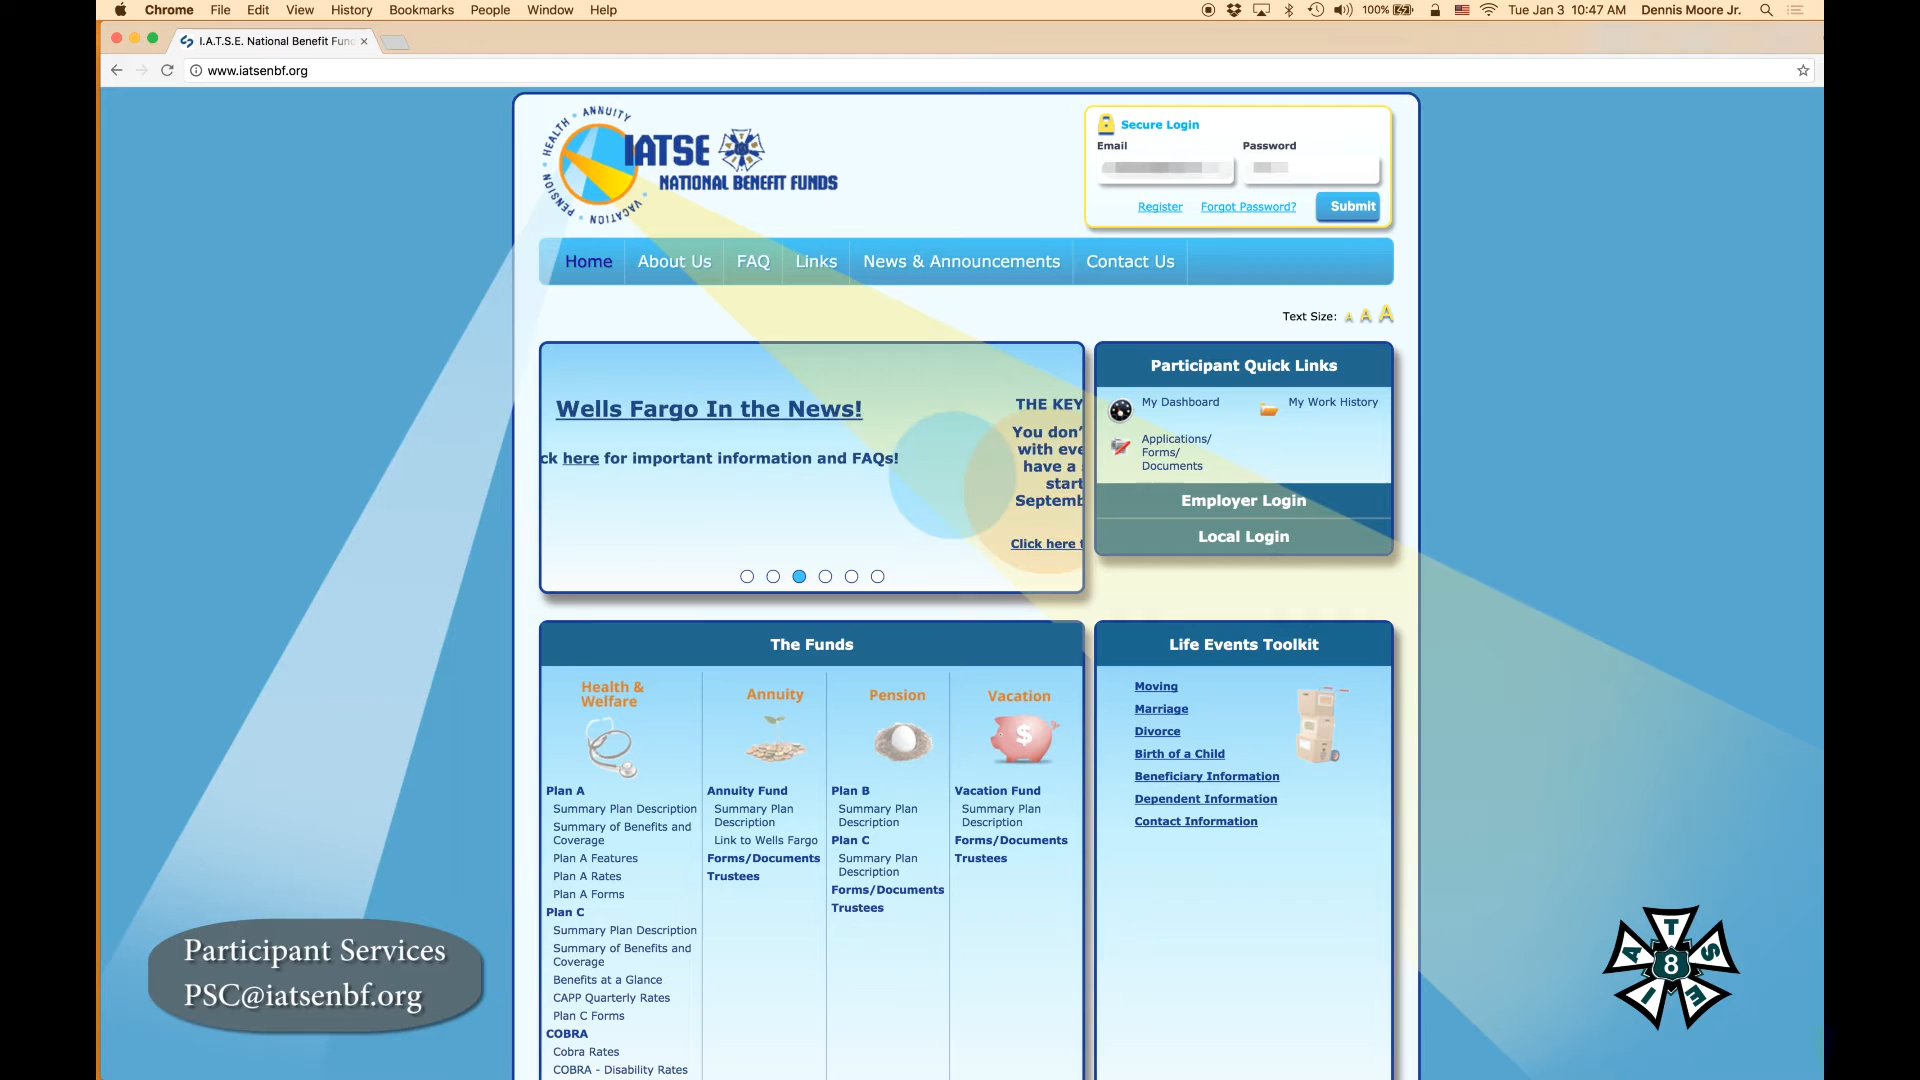 Chrome File Edit View History Bookmarks People Window Help
100% Tue Jan 3 10:47 AM Dennis Moore Jr.
I.A.T.S.E. National Benefit Fun
www.iatsenbf.org
HEALTH • ANNUITY
PENSION • VACATION
IATSE
NATIONAL BENEFIT FUNDS
Secure Login
Email Password
Register Forgot Password? Submit
Home About Us FAQ Links News & Announcements Contact Us
Text Size: A A A
Wells Fargo In the News!
ck here for important information and FAQs!
THE KEY
You don'
with eve
have a
start
Septemb
Click here t
Participant Quick Links
My Dashboard
My Work History
Applications/
Forms/
Documents
Employer Login
Local Login
The Funds
Health &
Welfare
Plan A
Summary Plan Description
Summary of Benefits and
Coverage
Plan A Features
Plan A Rates
Plan A Forms
Plan C
Summary Plan Description
Summary of Benefits and
Coverage
Benefits at a Glance
CAPP Quarterly Rates
Plan C Forms
COBRA
Cobra Rates
COBRA - Disability Rates
Annuity
Annuity Fund
Summary Plan
Description
Link to Wells Fargo
Forms/Documents
Trustees
Pension
Plan B
Summary Plan
Description
Plan C
Summary Plan
Description
Forms/Documents
Trustees
Vacation
$
Vacation Fund
Summary Plan
Description
Forms/Documents
Trustees
Life Events Toolkit
Moving
Marriage
Divorce
Birth of a Child
Beneficiary Information
Dependent Information
Contact Information
Participant Services
PSC@iatsenbf.org
I A T S E
8